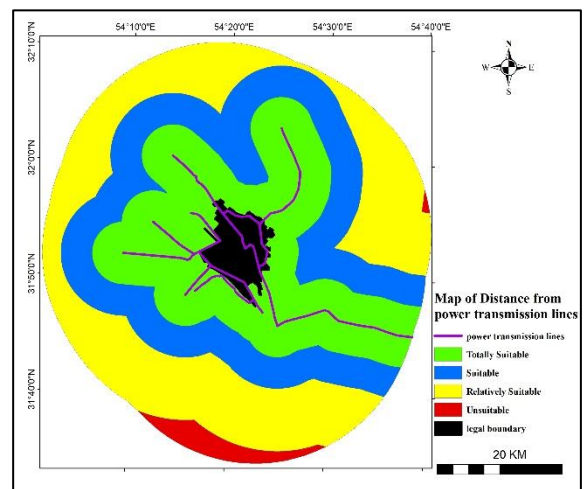 54°10'0"E 54°20'0"E 54°30'0"E 54°40'0"E
32°10'0"N
32°0'0"N
31°50'0"N
31°40'0"N
N
W E
S
Map of Distance from
power transmission lines
power transmission lines
Totally Suitable
Suitable
Relatively Suitable
Unsuitable
legal boundary
20 KM